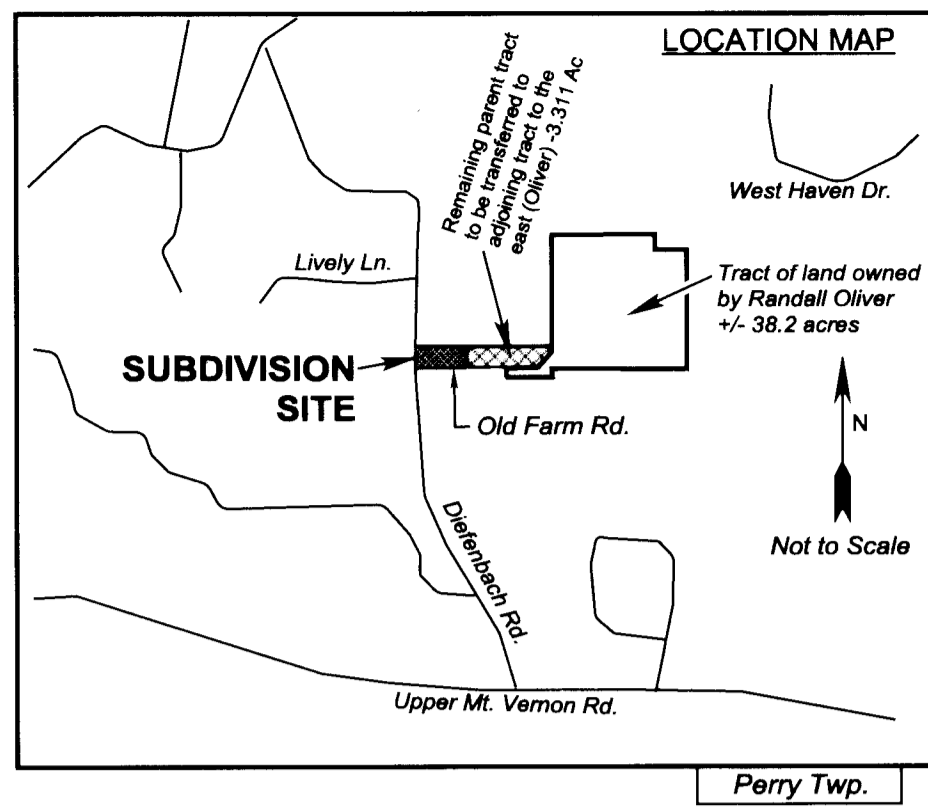 LOCATION MAP
Remaining parent tract
to be transferred to
adjoining tract to the
east (Oliver) -3.311 Ac
West Haven Dr.
Lively Ln.
Tract of land owned
by Randall Oliver
+/- 38.2 acres
SUBDIVISION
SITE
Old Farm Rd.
N
Diefenbach Rd.
Not to Scale
Upper Mt. Vernon Rd.
Perry Twp.